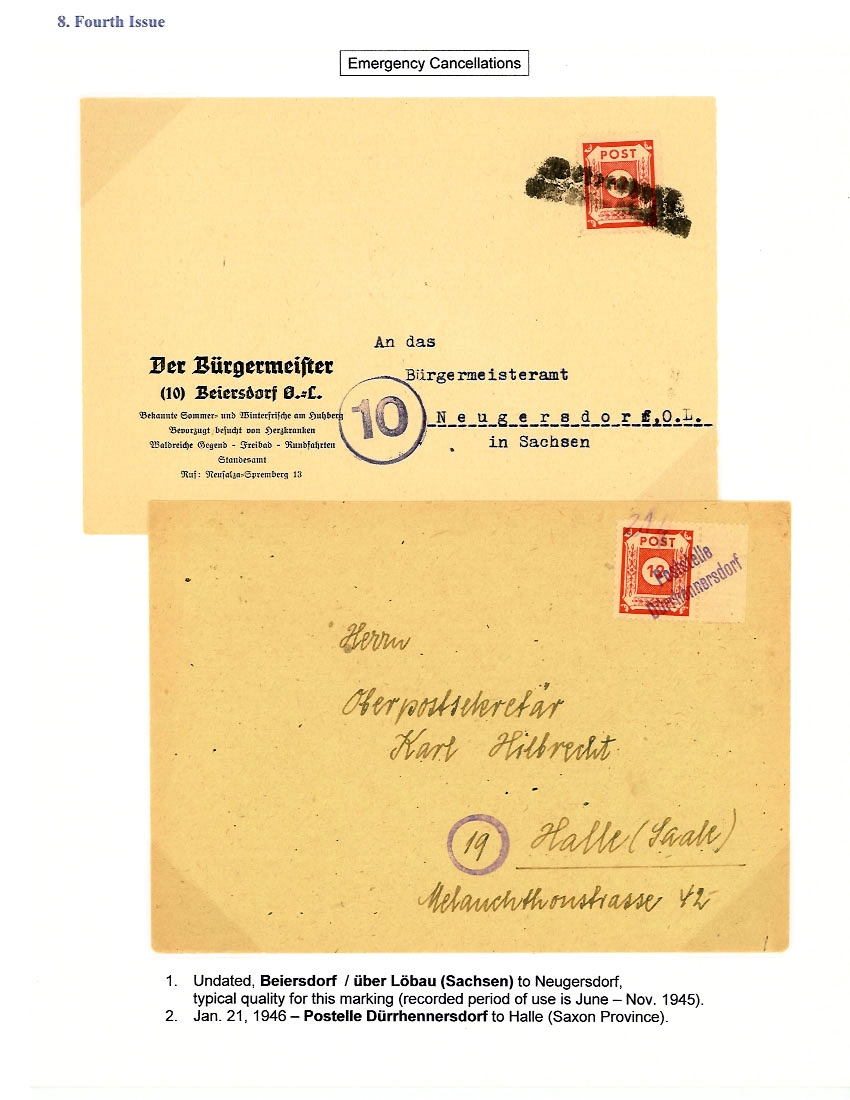 8. Fourth Issue
Emergency Cancellations
POST
An das
Bürgermeisteramt
Neugersdorf,O.L.
in Sachsen
Der Bürgermeister
(10) Beiersdorf O.=L.
Bekannte Sommer- und Winterfrische am Huhberg
Bevorzugt besucht von Herzkranken
Waldreiche Gegend - Freibad - Rundfahrten
Standesamt
Ruf: Neusalza-Spremberg 13
10
POST
12
Poststelle
Dürrhennersdorf
Herrn
Oberpostsekretär
Karl Hilbrecht
19 Halle (Saale)
Melanchthonstrasse 42
1. Undated, Beiersdorf / über Löbau (Sachsen) to Neugersdorf,
typical quality for this marking (recorded period of use is June – Nov. 1945).
2. Jan. 21, 1946 – Postelle Dürrhennersdorf to Halle (Saxon Province).